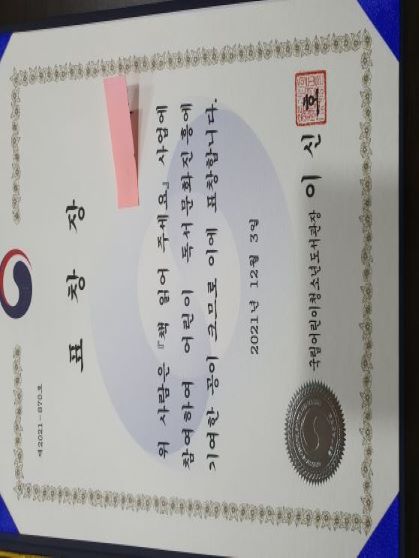 제2021-870호
표 창 장
위 사람은 『책 읽어 주세요』 사업에
참여하여 어린이 독서문화진흥에
기여한 공이 크므로 이에 표창합니다.
2021년 12월 3일
국립어린이청소년도서관장 이 신 호